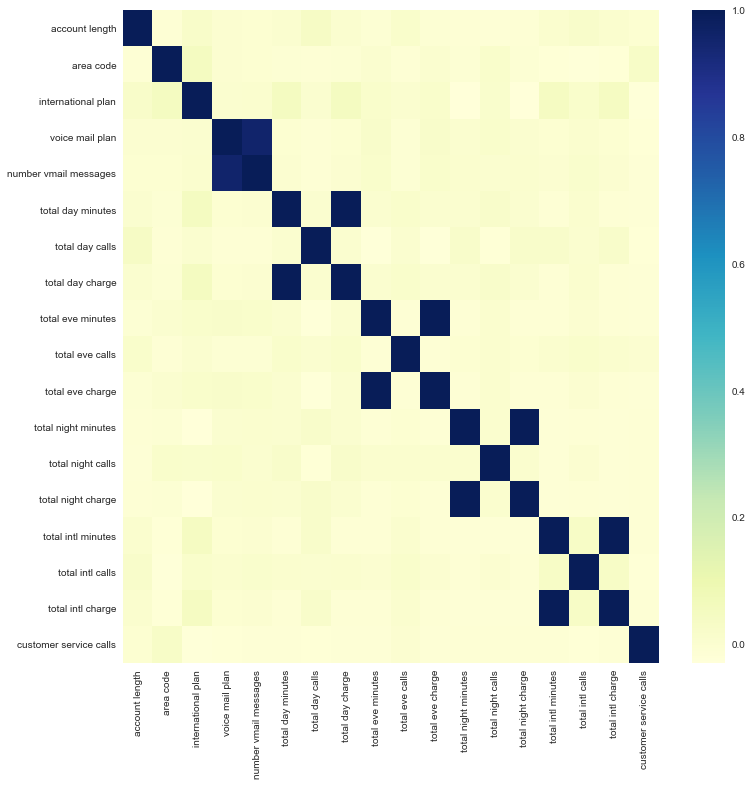 account length
area code
international plan
voice mail plan
number vmail messages
total day minutes
total day calls
total day charge
total eve minutes
total eve calls
total eve charge
total night minutes
total night calls
total night charge
total intl minutes
total intl calls
total intl charge
customer service calls
account length
area code
international plan
voice mail plan
number vmail messages
total day minutes
total day calls
total day charge
total eve minutes
total eve calls
total eve charge
total night minutes
total night calls
total night charge
total intl minutes
total intl calls
total intl charge
customer service calls
1.0
0.8
0.6
0.4
0.2
0.0